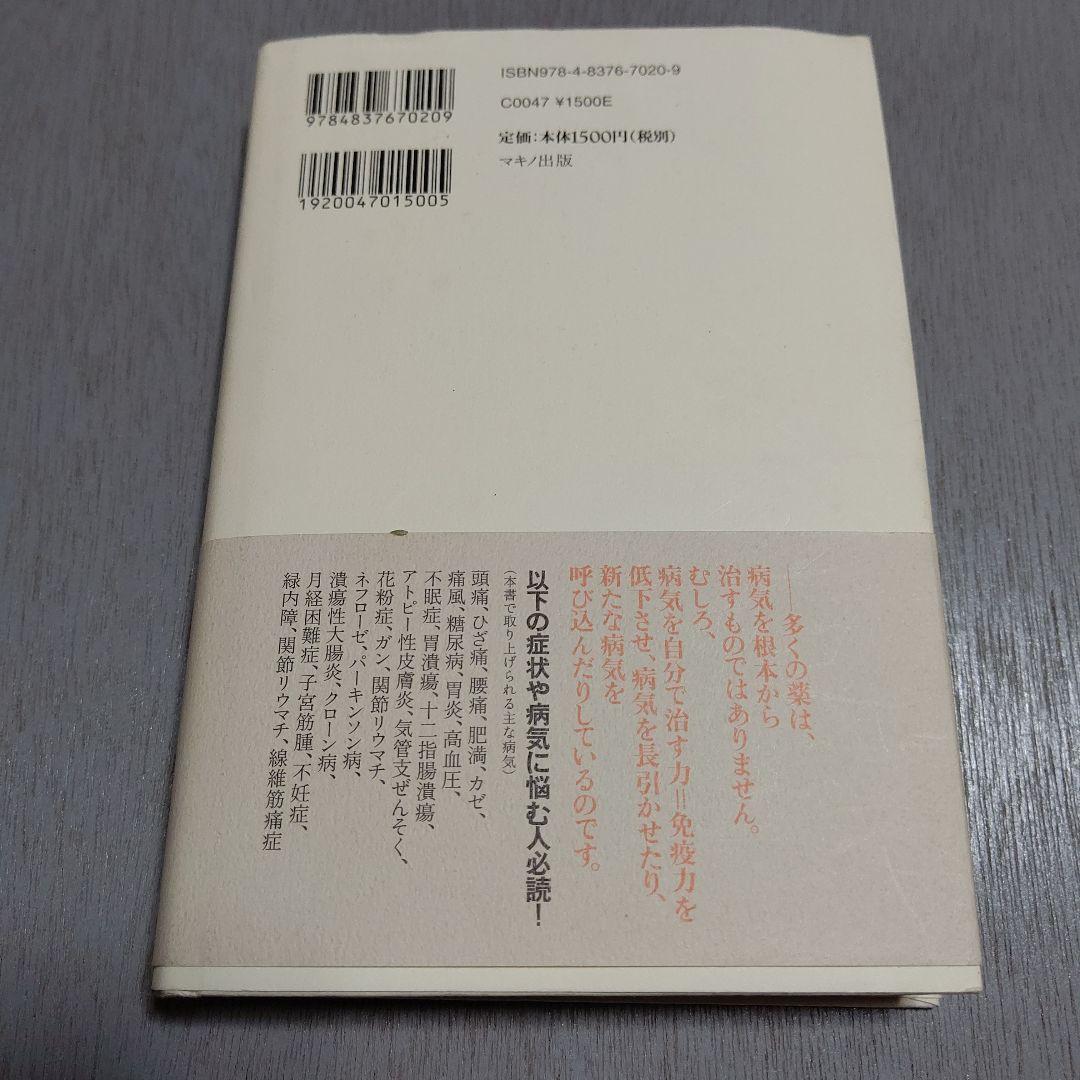 ISBN978-4-8376-7020-9
9784837670209
C0047 ¥1500E
定価：本体1500円（税別）
マキノ出版
1920047015005
——多くの薬は、
病気を根本から
治すものではありません。
むしろ、
病気を自分で治す力＝免疫力を
低下させ、病気を長引かせたり、
新たな病気を
呼び込んだりしているのです。
以下の症状や病気に悩む人必読！
（本書で取り上げられる主な病気）
頭痛、ひざ痛、腰痛、肥満、カゼ、
痛風、糖尿病、胃炎、高血圧、
不眠症、胃潰瘍、十二指腸潰瘍、
アトピー性皮膚炎、気管支ぜんそく、
花粉症、ガン、関節リウマチ、
ネフローゼ、パーキンソン病、
潰瘍性大腸炎、クローン病、
月経困難症、子宮筋腫、不妊症、
緑内障、関節リウマチ、線維筋痛症